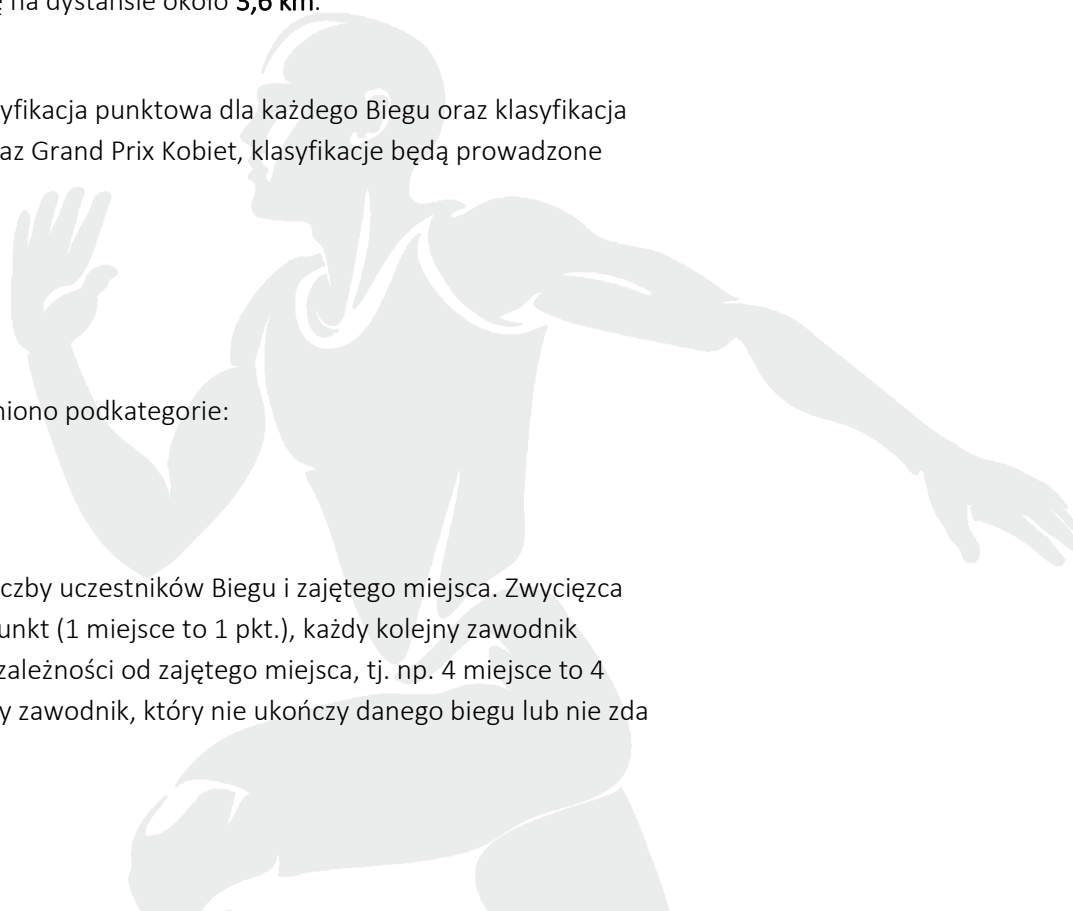 na dystansie około 3,6 km.
yfikacja punktowa dla każdego Biegu oraz klasyfikacja
az Grand Prix Kobiet, klasyfikacje będą prowadzone
niono podkategorie:
czby uczestników Biegu i zajętego miejsca. Zwycięzca
unkt (1 miejsce to 1 pkt.), każdy kolejny zawodnik
zależności od zajętego miejsca, tj. np. 4 miejsce to 4
y zawodnik, który nie ukończy danego biegu lub nie zda